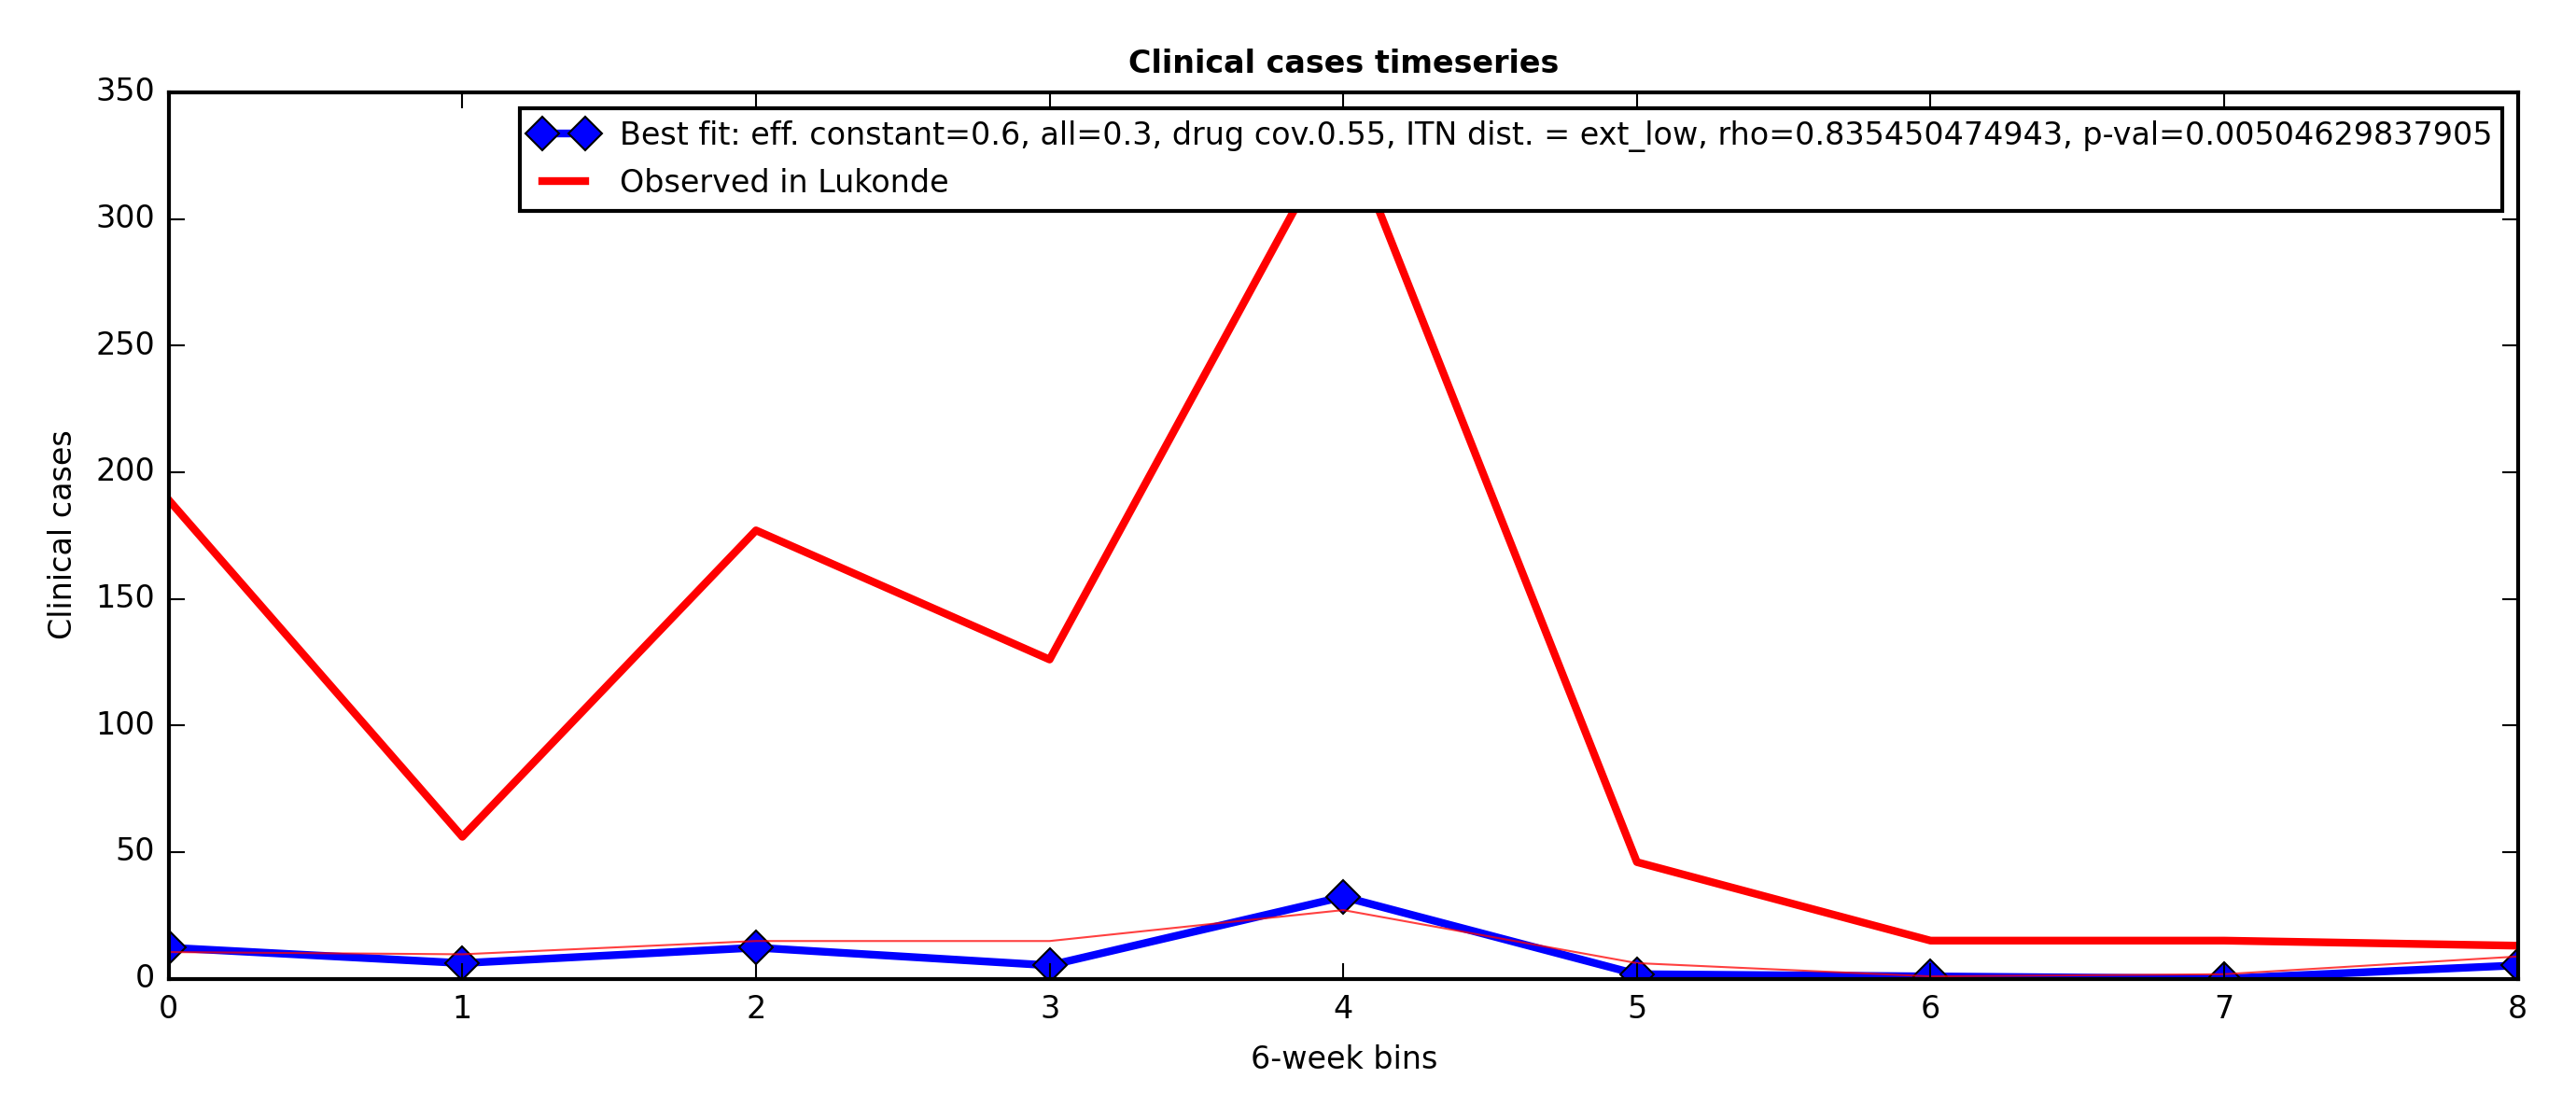 Clinical cases timeseries
Best fit: eff. constant=0.6, all=0.3, drug cov.0.55, ITN dist. = ext_low, rho=0.835450474943, p-val=0.00504629837905
Observed in Lukonde
350
300
250
200
150
100
50
0
Clinical cases
0 1 2 3 4 5 6 7 8
6-week bins